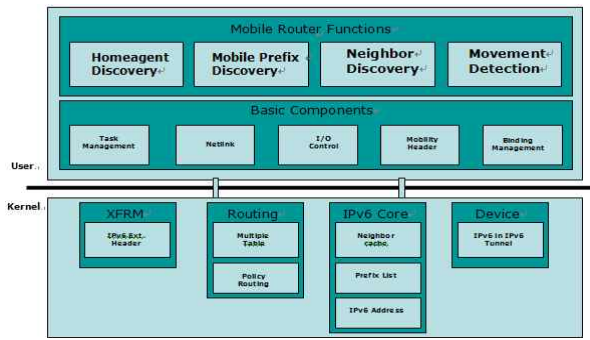 Mobile Router Functions
Homeagent
Discovery
Mobile Prefix
Discovery
Neighbor
Discovery
Movement
Detection
Basic Components
Task
Management
Netlink
I/O
Control
Mobility
Header
Binding
Management
User
Kernel
XFRM
IPv6 Ext.
Header
Routing
Multiple
Table
Policy
Routing
IPv6 Core
Neighbor
cache
Prefix List
IPv6 Address
Device
IPv6 in IPv6
Tunnel